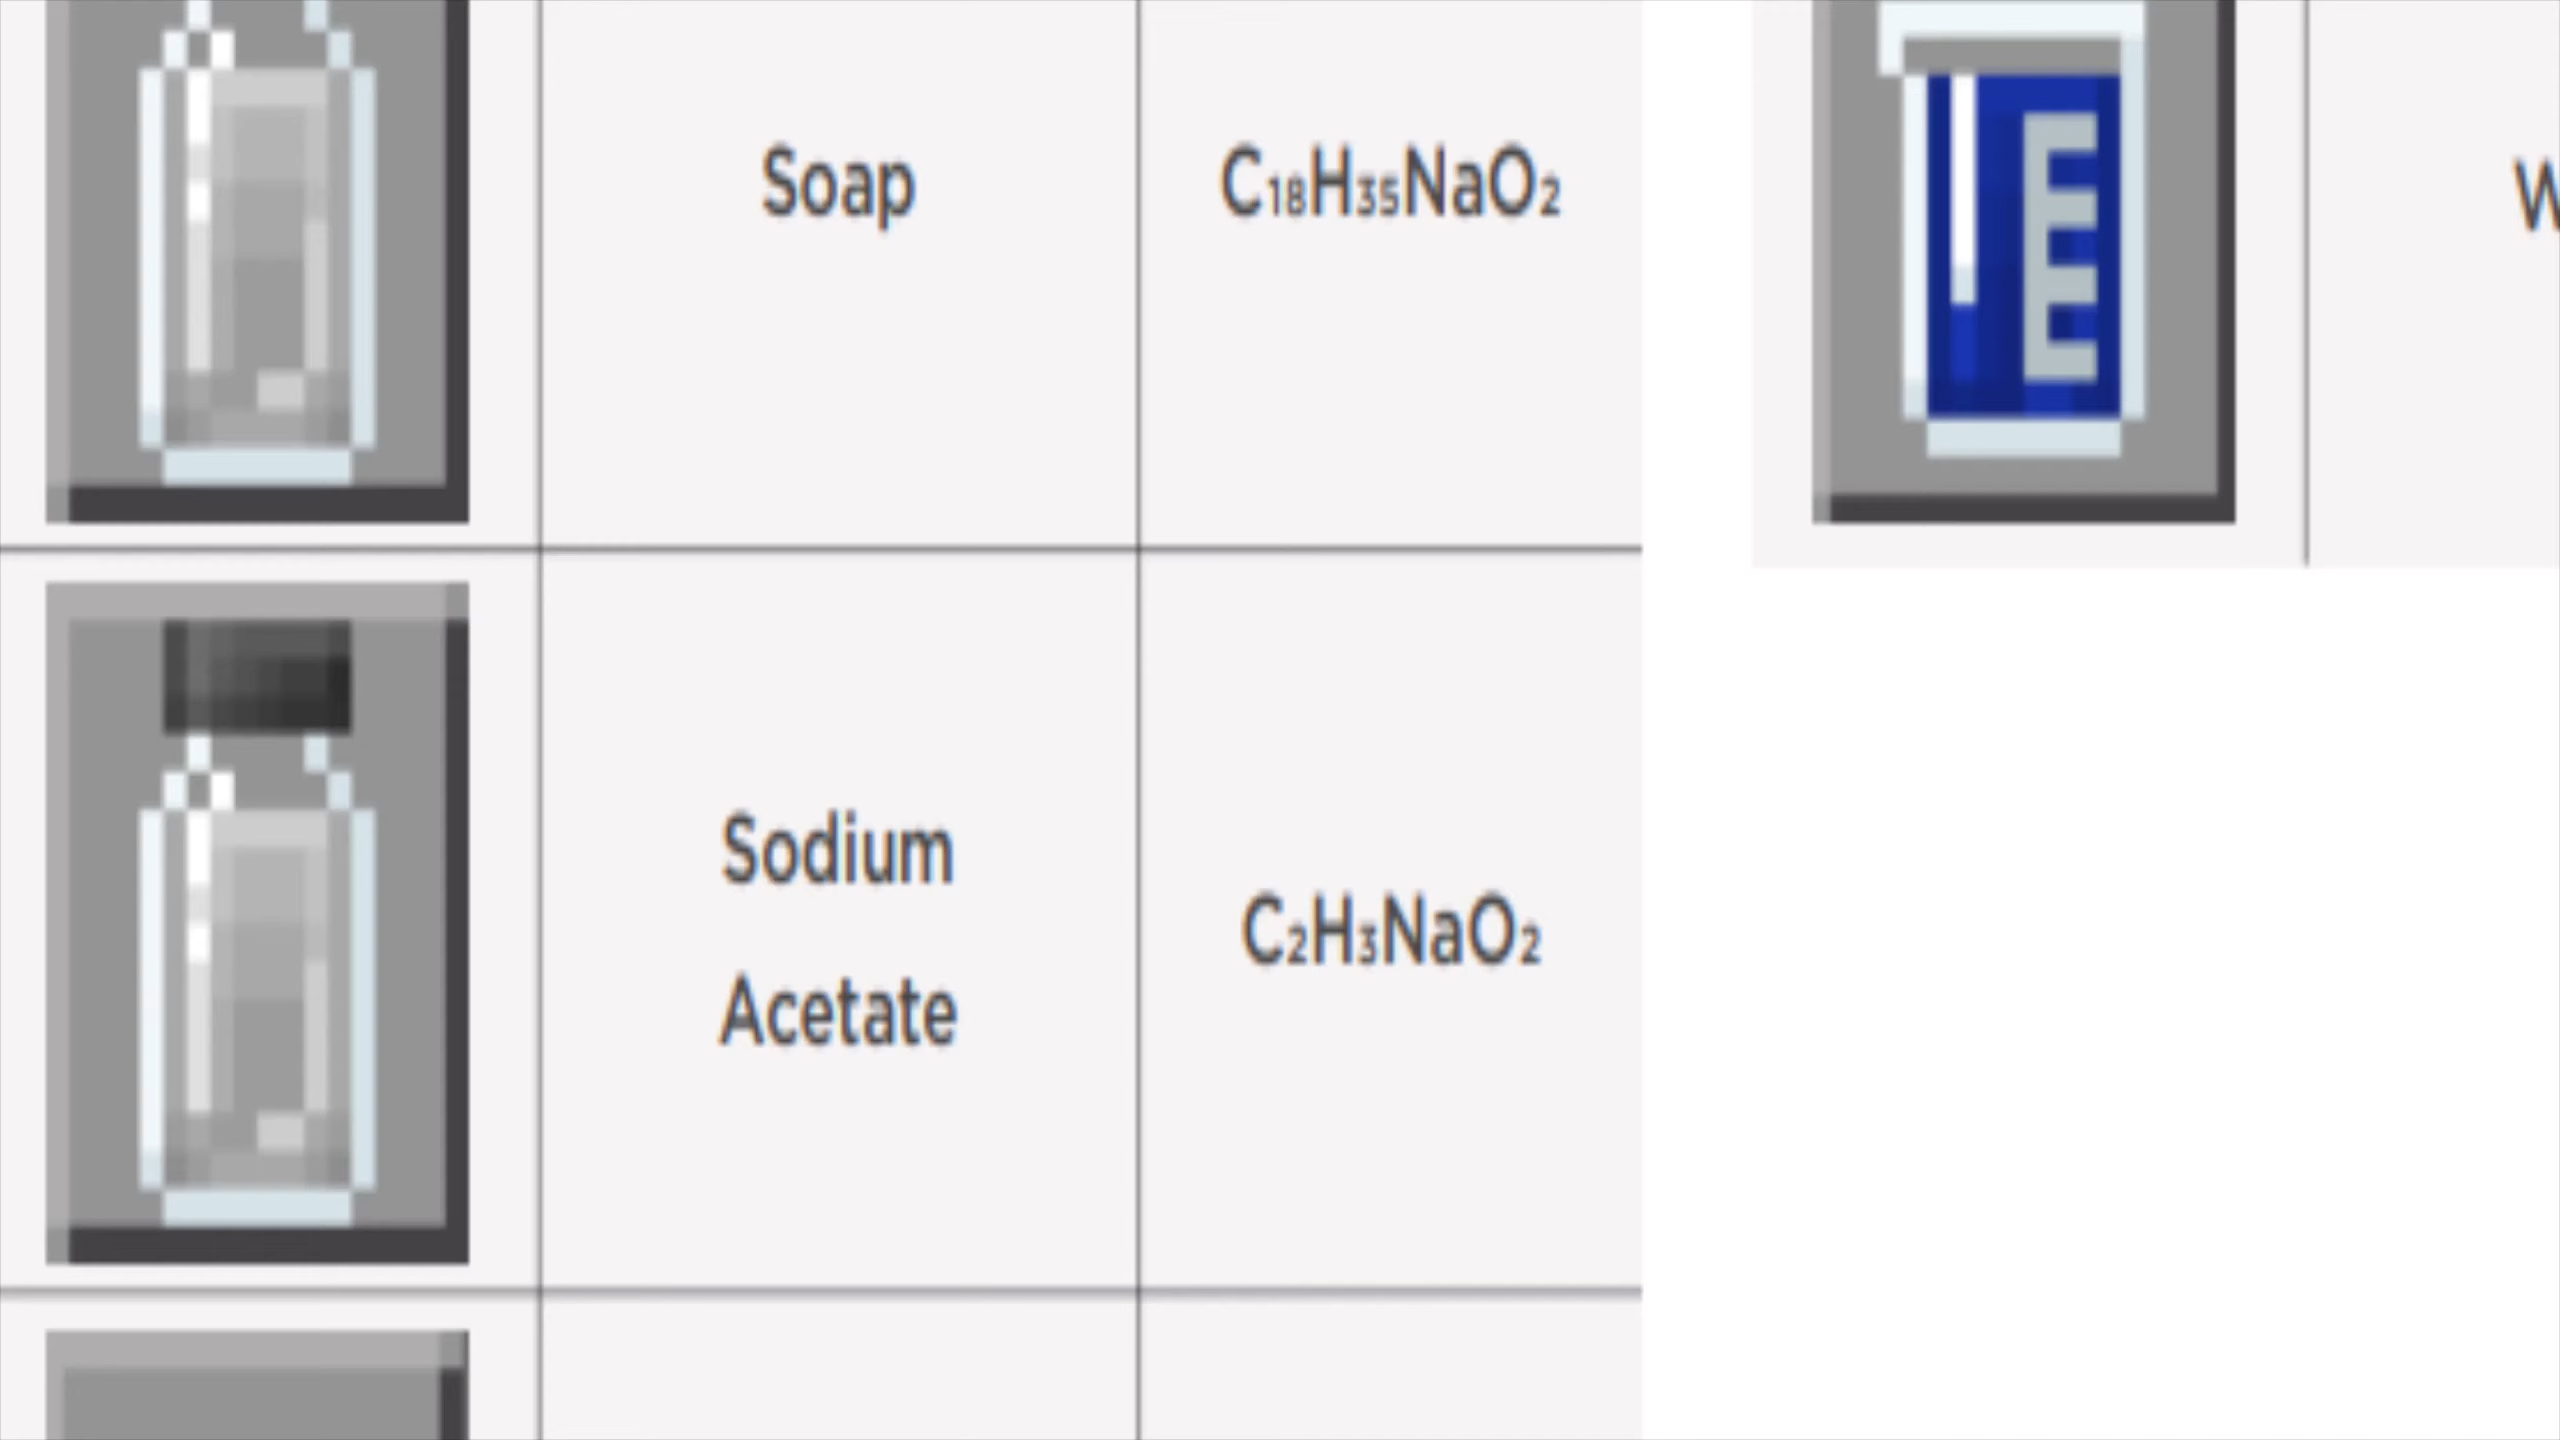 Soap
C₁₈H₃₅NaO₂
Sodium
Acetate
C₂H₃NaO₂